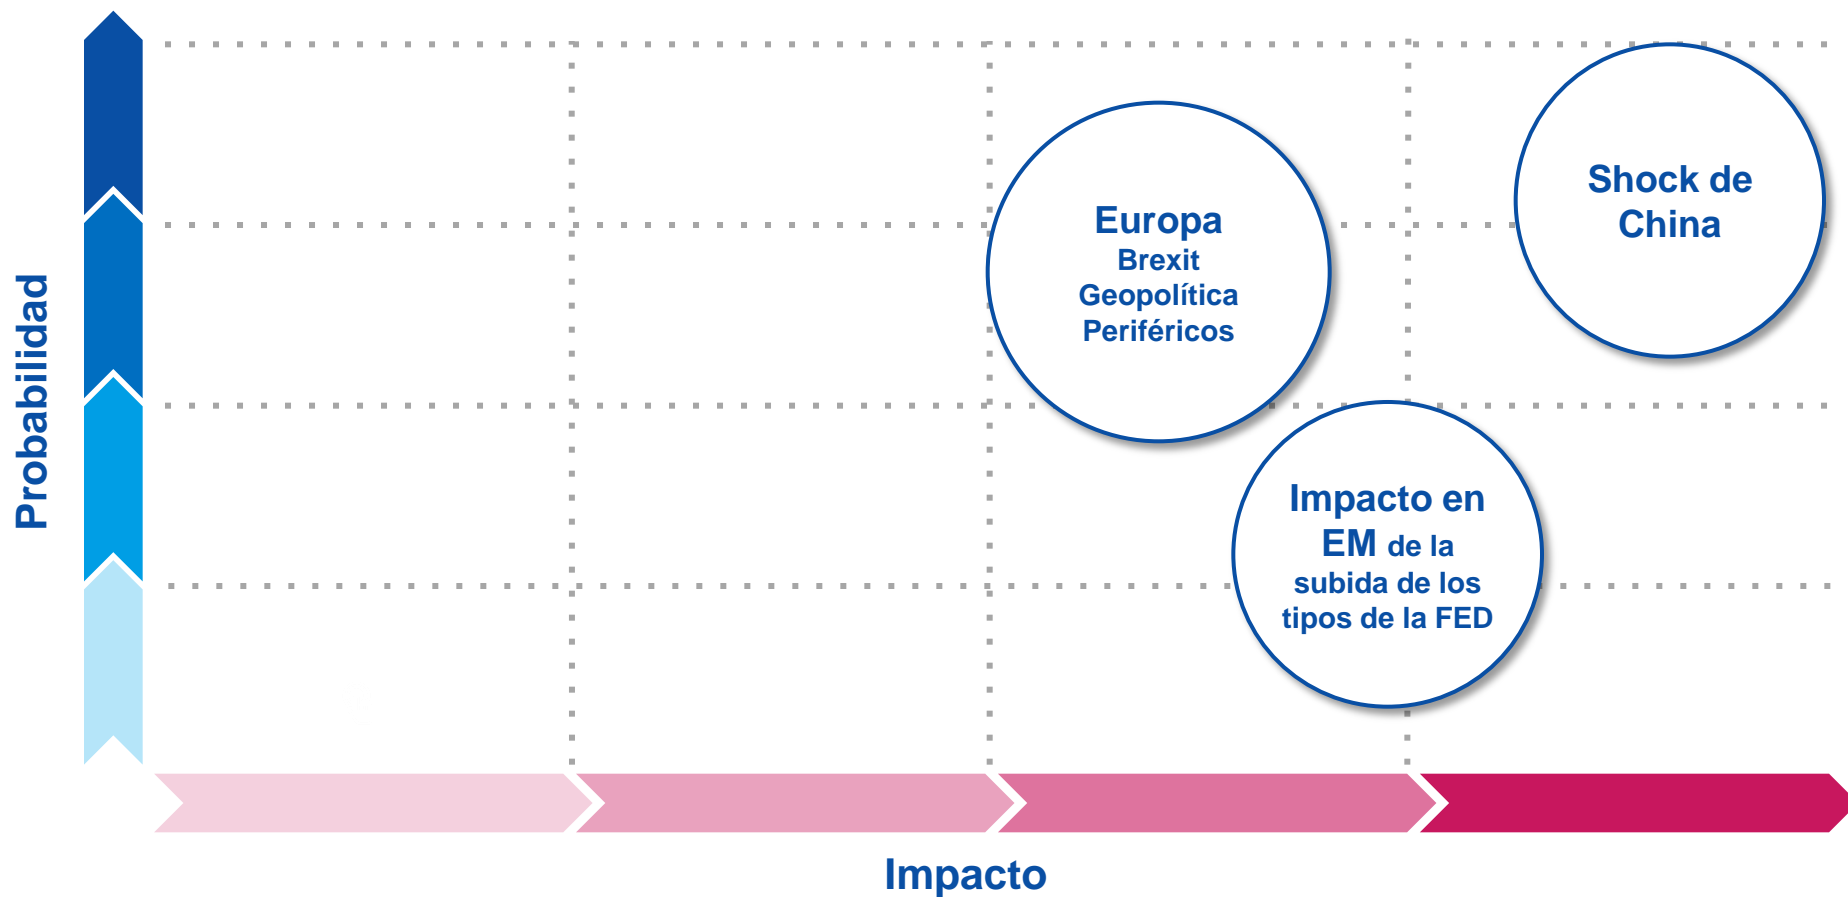 Probabilidad
Europa
Brexit
Geopolítica
Periféricos
Shock de
China
Impacto en
EM de la
subida de los
tipos de la FED
Impacto